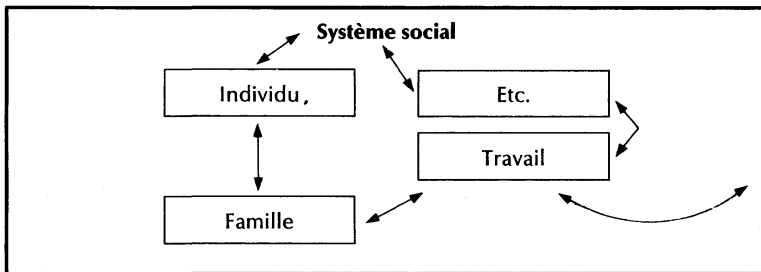 Système social
Individu,
Etc.
Travail
Famille